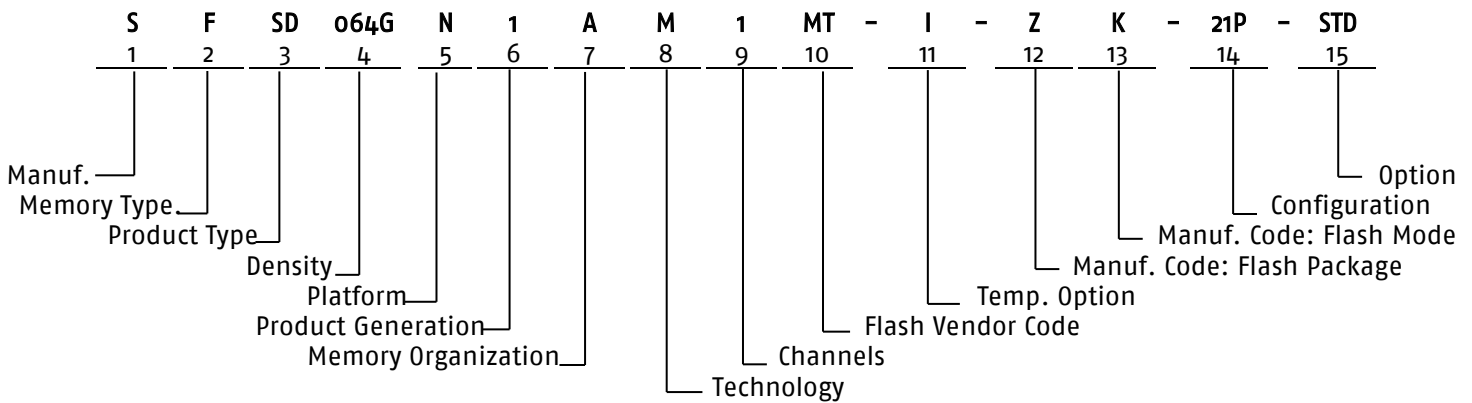 S F SD 064G N 1 A M 1 MT - I - Z K - 21P - STD
1 2 3 4 5 6 7 8 9 10 11 12 13 14 15
Manuf. Option
Memory Type. Configuration
Product Type Manuf. Code: Flash Mode
Density Manuf. Code: Flash Package
Platform Temp. Option
Product Generation Flash Vendor Code
Memory Organization Channels
Technology